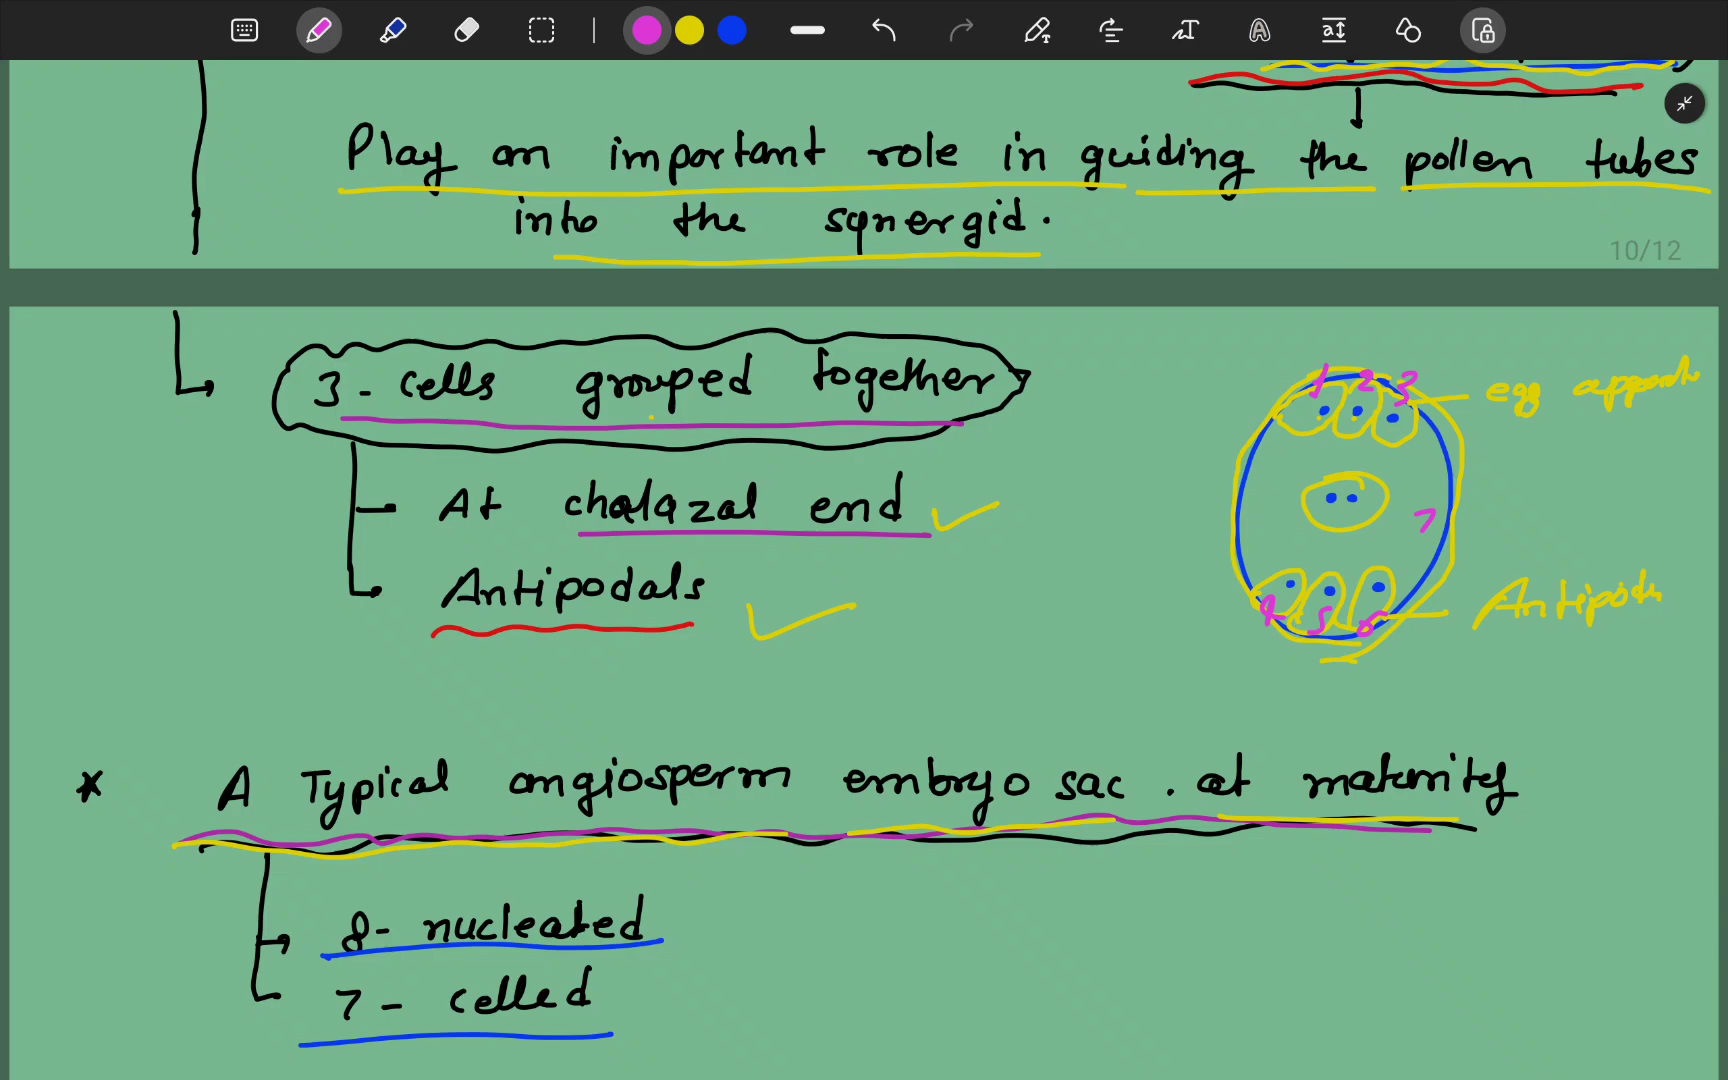 Play an important role in guiding the pollen tubes
into the synergid.
10/12
3-cells grouped together
At chalazal end
Antipodals
1 2 3
egg
7
4 5 6
* A Typical angiosperm embryo sac. at maturity
8-nucleated
7-celled